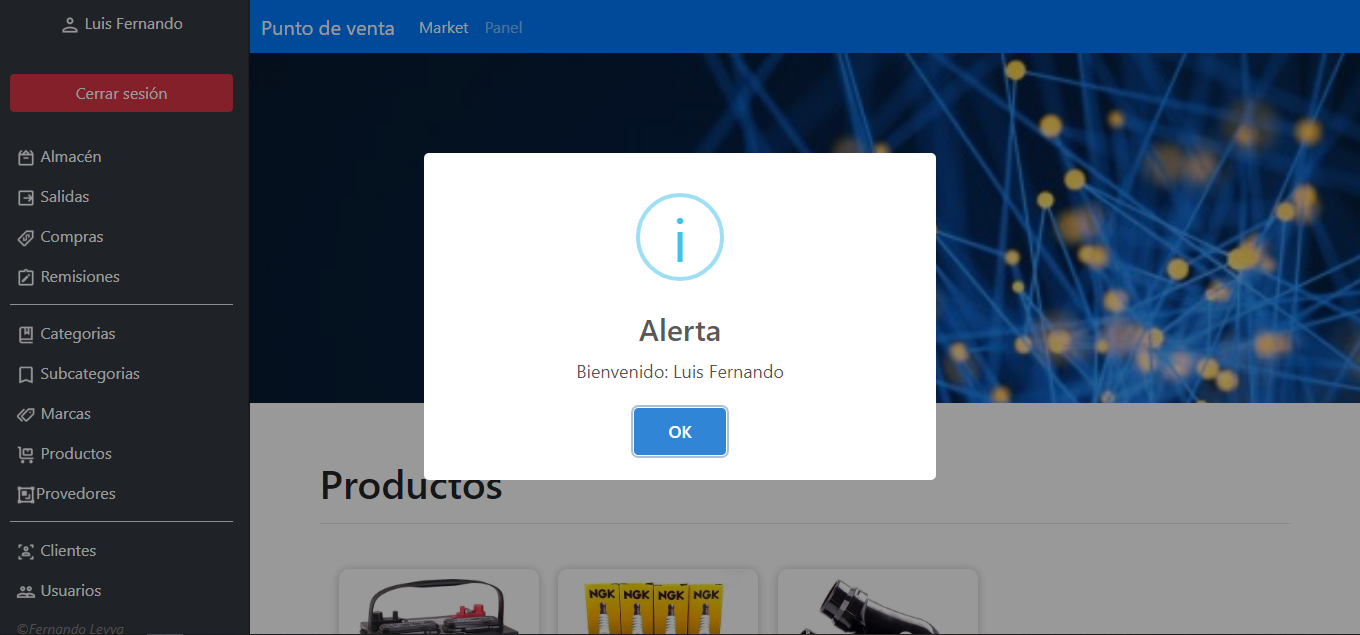 Luis Fernando
Cerrar sesión
Almacén
Salidas
Compras
Remisiones
Categorias
Subcategorias
Marcas
Productos
Provedores
Clientes
Usuarios
©Fernando Leyva
Punto de venta Market Panel
i
Alerta
Bienvenido: Luis Fernando
OK
Productos
NGK NGK NGK NGK